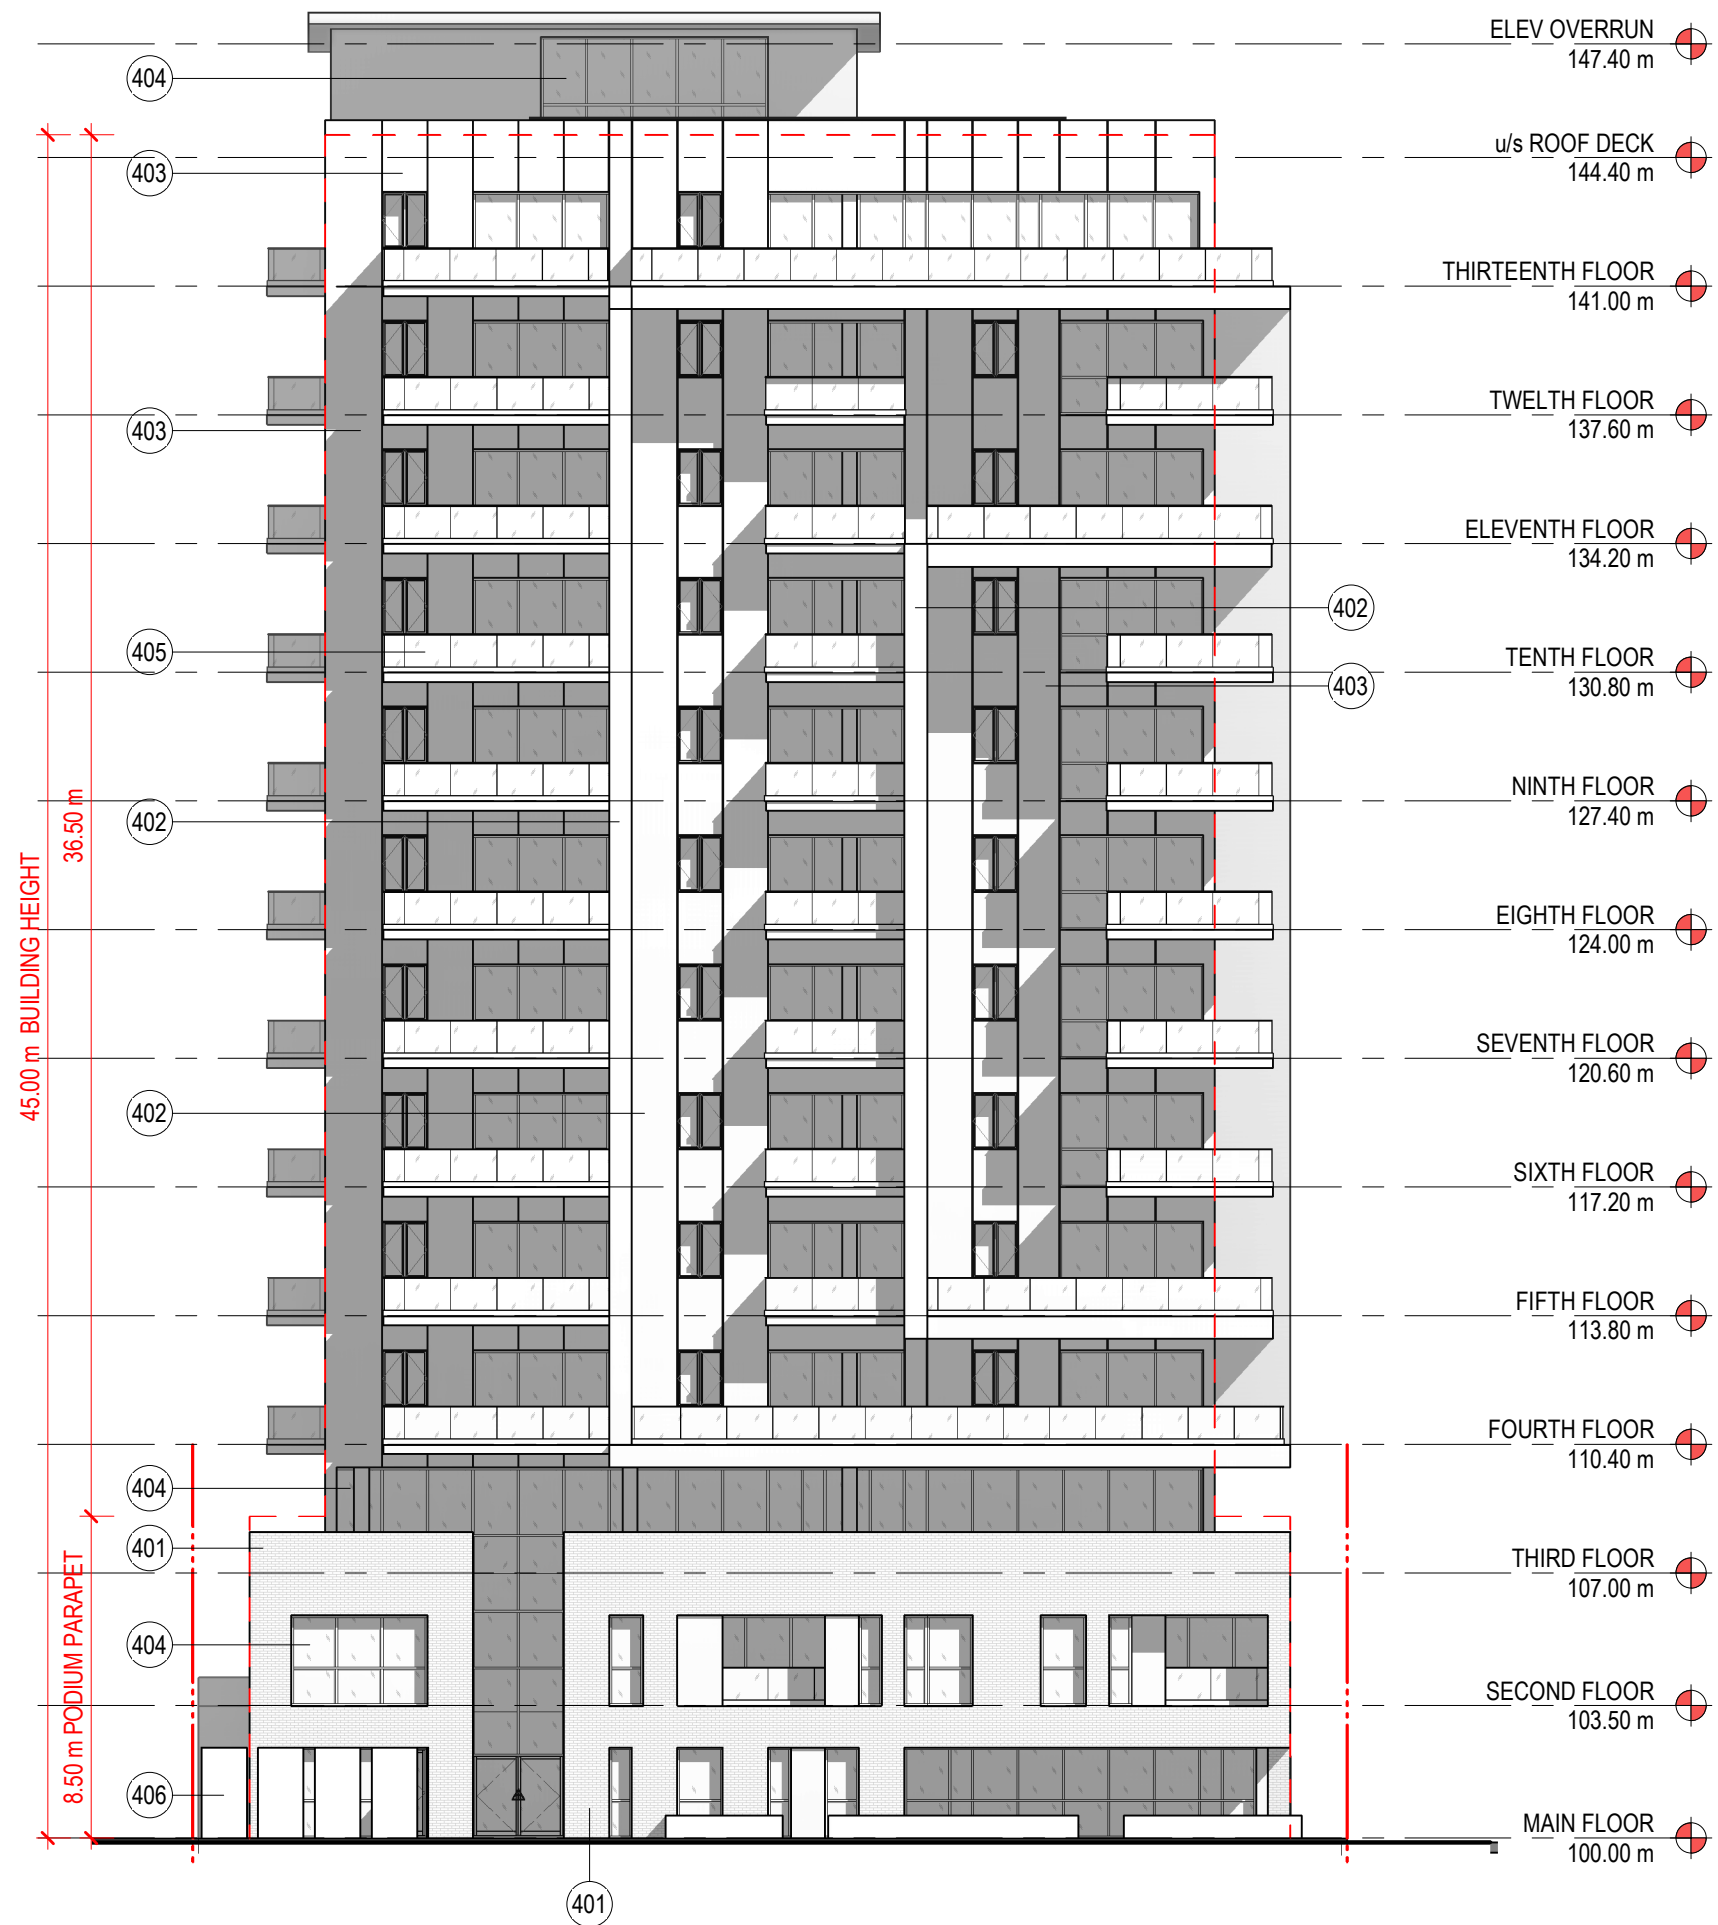 ELEV OVERRUN
147.40 m
404
u/s ROOF DECK
144.40 m
403
THIRTEENTH FLOOR
141.00 m
TWELTH FLOOR
137.60 m
403
ELEVENTH FLOOR
134.20 m
402
405
TENTH FLOOR
130.80 m
403
NINTH FLOOR
127.40 m
402
36.50 m
45.00 m BUILDING HEIGHT
EIGHTH FLOOR
124.00 m
SEVENTH FLOOR
120.60 m
402
SIXTH FLOOR
117.20 m
FIFTH FLOOR
113.80 m
FOURTH FLOOR
110.40 m
404
401
THIRD FLOOR
107.00 m
8.50 m PODIUM PARAPET
404
SECOND FLOOR
103.50 m
406
MAIN FLOOR
100.00 m
401